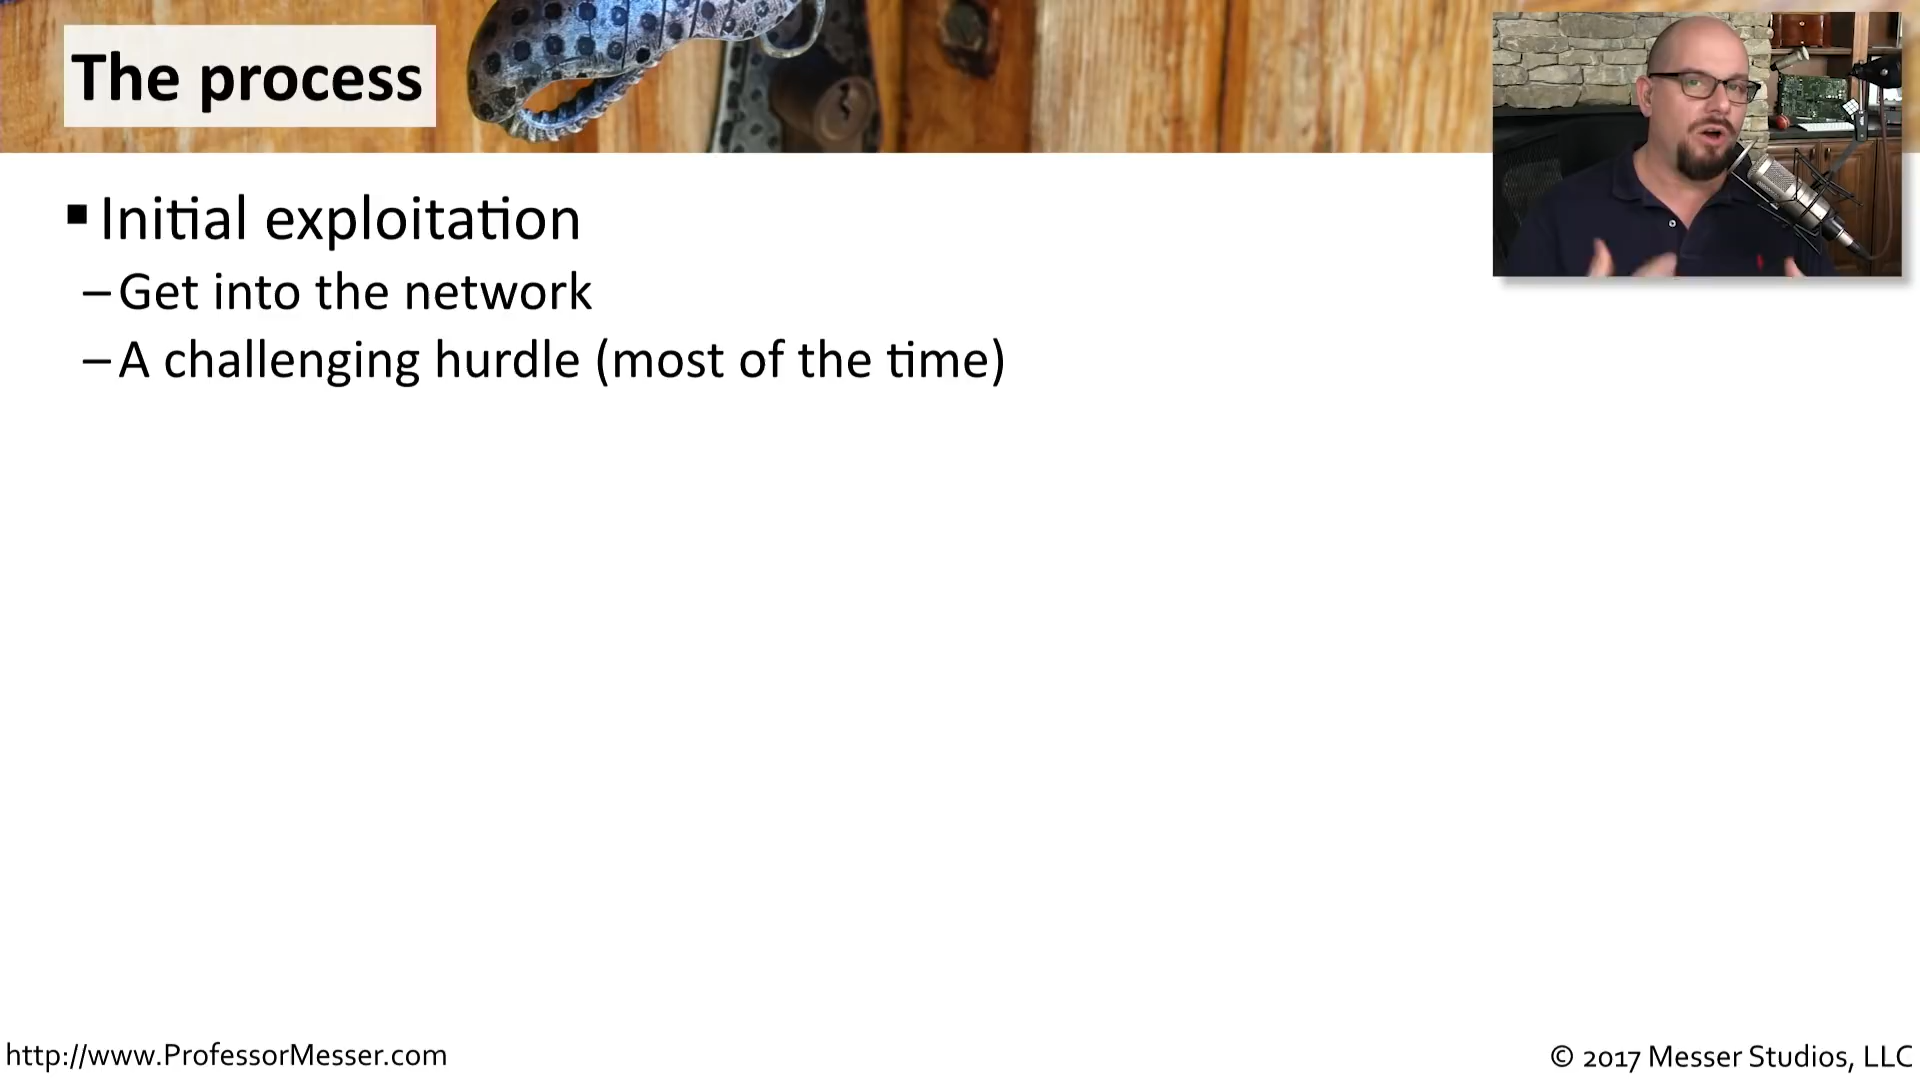 The process
▪ Initial exploitation
– Get into the network
– A challenging hurdle (most of the time)
http://www.ProfessorMesser.com
© 2017 Messer Studios, LLC